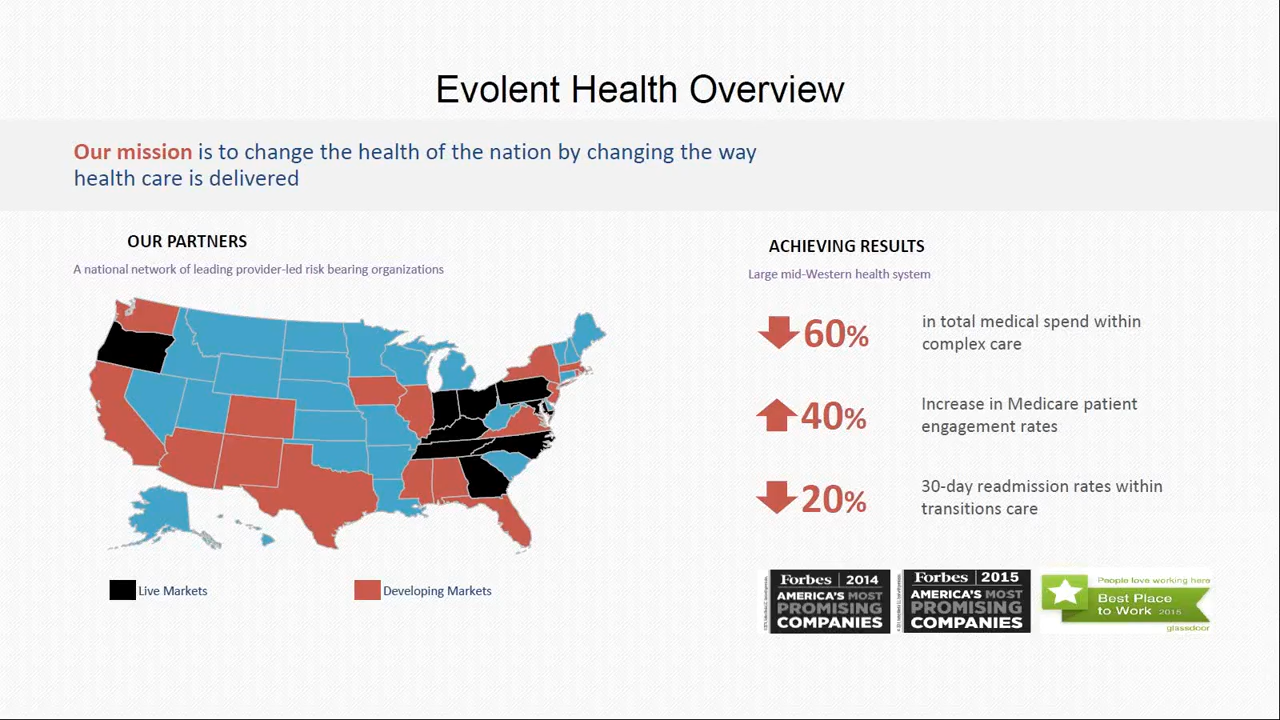 Evolent Health Overview
Our mission is to change the health of the nation by changing the way
health care is delivered
OUR PARTNERS
A national network of leading provider-led risk bearing organizations
Live Markets
Developing Markets
ACHIEVING RESULTS
Large mid-Western health system
60%
in total medical spend within
complex care
40%
Increase in Medicare patient
engagement rates
20%
30-day readmission rates within
transitions care
Forbes 2014
AMERICA'S MOST
PROMISING
COMPANIES
Forbes 2015
AMERICA'S MOST
PROMISING
COMPANIES
People love working here
Best Place
to Work 2015
glassdoor